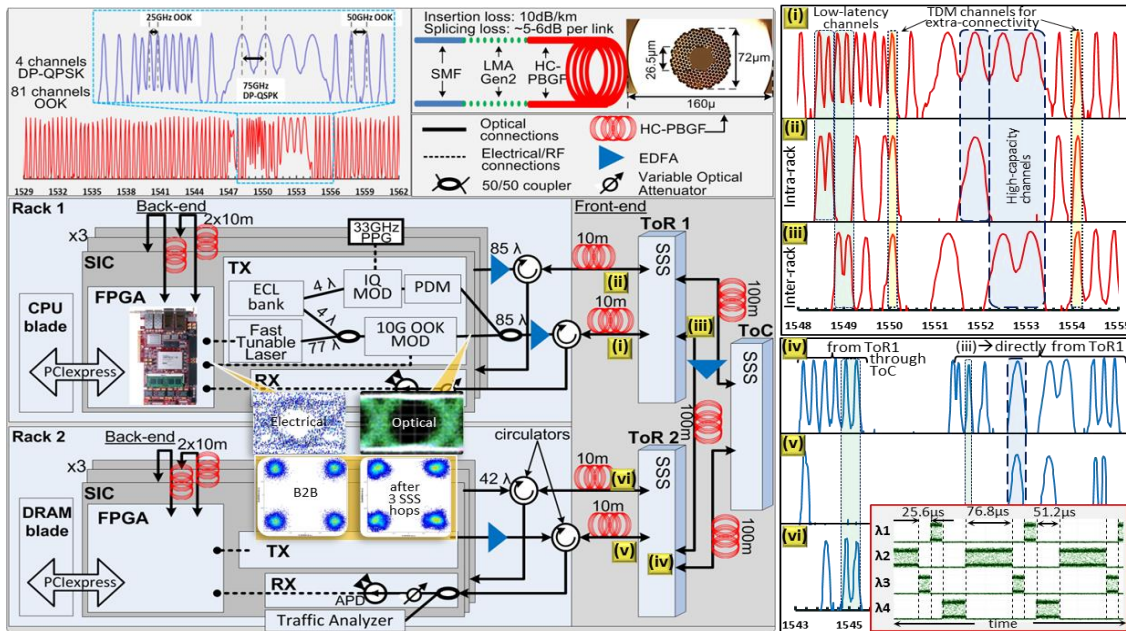 25GHz OOK
50GHz OOK
4 channels
DP-QPSK
81 channels
OOK
75GHz
DP-QSPK
1529 1532 1535 1538 1541 1544 1547 1550 1553 1556 1559 1562
Insertion loss: 10dB/km
Splicing loss: ~5-6dB per link
SMF
LMA
Gen2
HC-
PBGF
26.5µm
72µm
160µ
Optical
connections
Electrical/RF
connections
50/50 coupler
HC-PBGF
EDFA
Variable Optical
Attenuator
Rack 1
Back-end
2x10m
x3
SIC
FPGA
CPU
blade
PCIexpress
33GHz
PPG
TX
ECL
bank
4 λ
IQ
MOD
PDM
4 λ
Fast
Tunable
Laser
77 λ
10G OOK
MOD
85 λ
85 λ
RX
Electrical
Optical
Front-end
10m
(ii)
10m
(i)
ToR 1
SSS
(iii)
100m
ToC
SSS
100m
100m
Rack 2
Back-end
2x10m
x3
SIC
FPGA
DRAM
blade
PCIexpress
B2B
after
3 SSS
hops
circulators
42 λ
TX
RX
APD
Traffic Analyzer
10m
(vi)
10m
(v)
ToR 2
SSS
(iv)
(i)
Low-latency
channels
TDM channels for
extra-connectivity
(ii)
Intra-rack
High-capacity
channels
(iii)
Inter-rack
1548 1549 1550 1551 1552 1553 1554 1555
(iv)
from ToR1
through
ToC
(iii)→directly from ToR1
(v)
(vi)
1543 1545
25.6µs 76.8µs 51.2µs
λ1
λ2
λ3
λ4
time